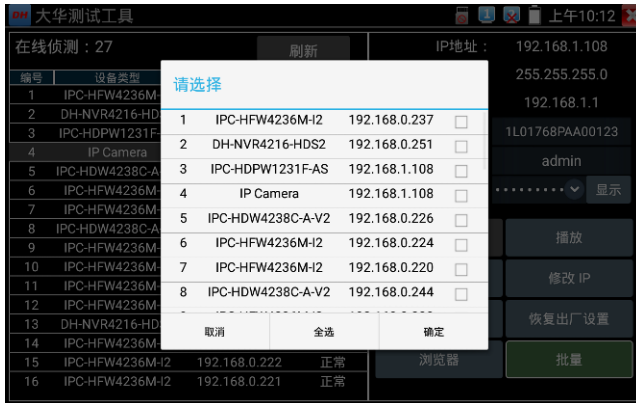 DH 大华测试工具
上午10:12
在线侦测：27
刷新
IP地址：
192.168.1.108
255.255.255.0
192.168.1.1
1L01768PAA00123
admin
显示
播放
修改 IP
恢复出厂设置
浏览器
批量
编号 设备类型
1 IPC-HFW4236M-
2 DH-NVR4216-HD
3 IPC-HDPW1231F-
4 IP Camera
5 IPC-HDW4238C-A
6 IPC-HFW4236M-
7 IPC-HFW4236M-
8 IPC-HDW4238C-A
9 IPC-HFW4236M-
10 IPC-HFW4236M-
11 IPC-HFW4236M-
12 IPC-HFW4236M-
13 DH-NVR4216-HD
14 IPC-HFW4236M-
15 IPC-HFW4236M-I2 192.168.0.222 正常
16 IPC-HFW4236M-I2 192.168.0.221 正常
请选择
1 IPC-HFW4236M-I2 192.168.0.237
2 DH-NVR4216-HDS2 192.168.0.251
3 IPC-HDPW1231F-AS 192.168.1.108
4 IP Camera 192.168.1.108
5 IPC-HDW4238C-A-V2 192.168.0.226
6 IPC-HFW4236M-I2 192.168.0.224
7 IPC-HFW4236M-I2 192.168.0.220
8 IPC-HDW4238C-A-V2 192.168.0.244
取消 全选 确定